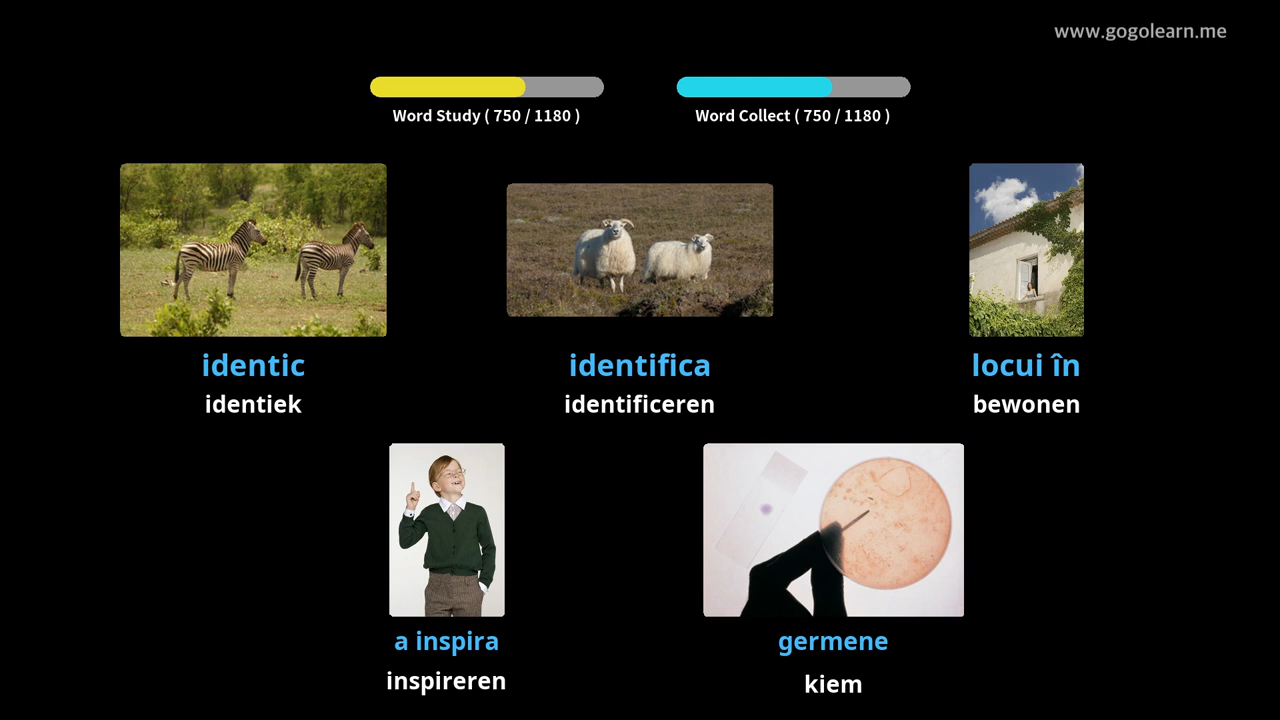 www.gogolearn.me
Word Study ( 750 / 1180 )
Word Collect ( 750 / 1180 )
identic
identiek
identifica
identificeren
locui în
bewonen
a inspira
inspireren
germene
kiem